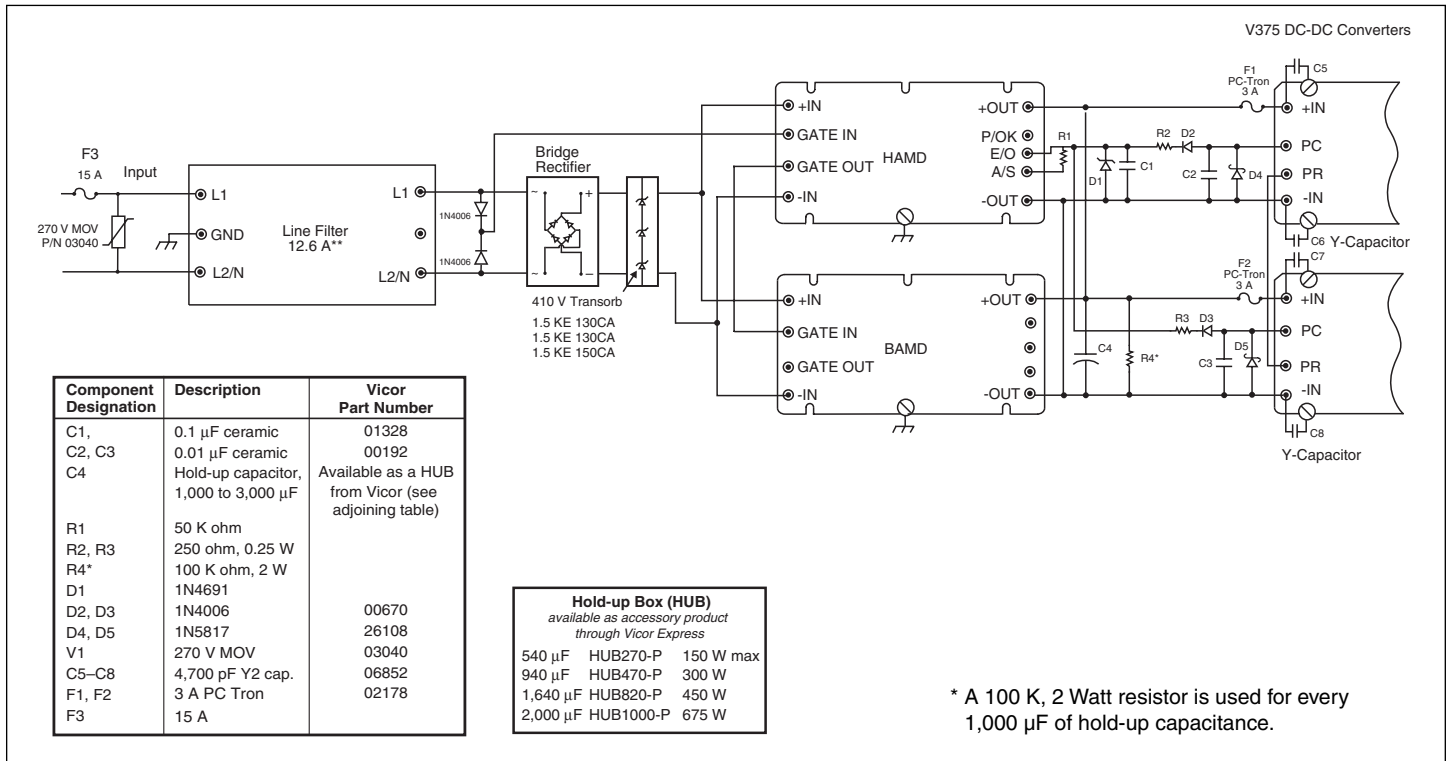 V375 DC-DC Converters
F3
15 A
Input
270 V MOV
P/N 03040
L1
GND
L2/N
Line Filter
12.6 A**
L1
L2/N
1N4006
1N4006
Bridge
Rectifier
~
+
~
–
410 V Transorb
1.5 KE 130CA
1.5 KE 130CA
1.5 KE 150CA
+IN
GATE IN
GATE OUT
-IN
HAMD
+OUT
P/OK
E/O
A/S
-OUT
R1
D1
C1
R2
D2
C2
D4
F1
PC-Tron
3 A
C5
+IN
PC
PR
-IN
C6
Y-Capacitor
+IN
GATE IN
GATE OUT
-IN
BAMD
+OUT
-OUT
C4
R4*
R3
D3
C3
D5
F2
PC-Tron
3 A
C7
+IN
PC
PR
-IN
C8
Y-Capacitor
Component Designation Description Vicor Part Number
C1, 0.1 µF ceramic 01328
C2, C3 0.01 µF ceramic 00192
C4 Hold-up capacitor, Available as a HUB
1,000 to 3,000 µF from Vicor (see
adjoining table)
R1 50 K ohm
R2, R3 250 ohm, 0.25 W
R4* 100 K ohm, 2 W
D1 1N4691
D2, D3 1N4006 00670
D4, D5 1N5817 26108
V1 270 V MOV 03040
C5–C8 4,700 pF Y2 cap. 06852
F1, F2 3 A PC Tron 02178
F3 15 A
Hold-up Box (HUB)
available as accessory product
through Vicor Express
540 µF HUB270-P 150 W max
940 µF HUB470-P 300 W
1,640 µF HUB820-P 450 W
2,000 µF HUB1000-P 675 W
* A 100 K, 2 Watt resistor is used for every
1,000 µF of hold-up capacitance.